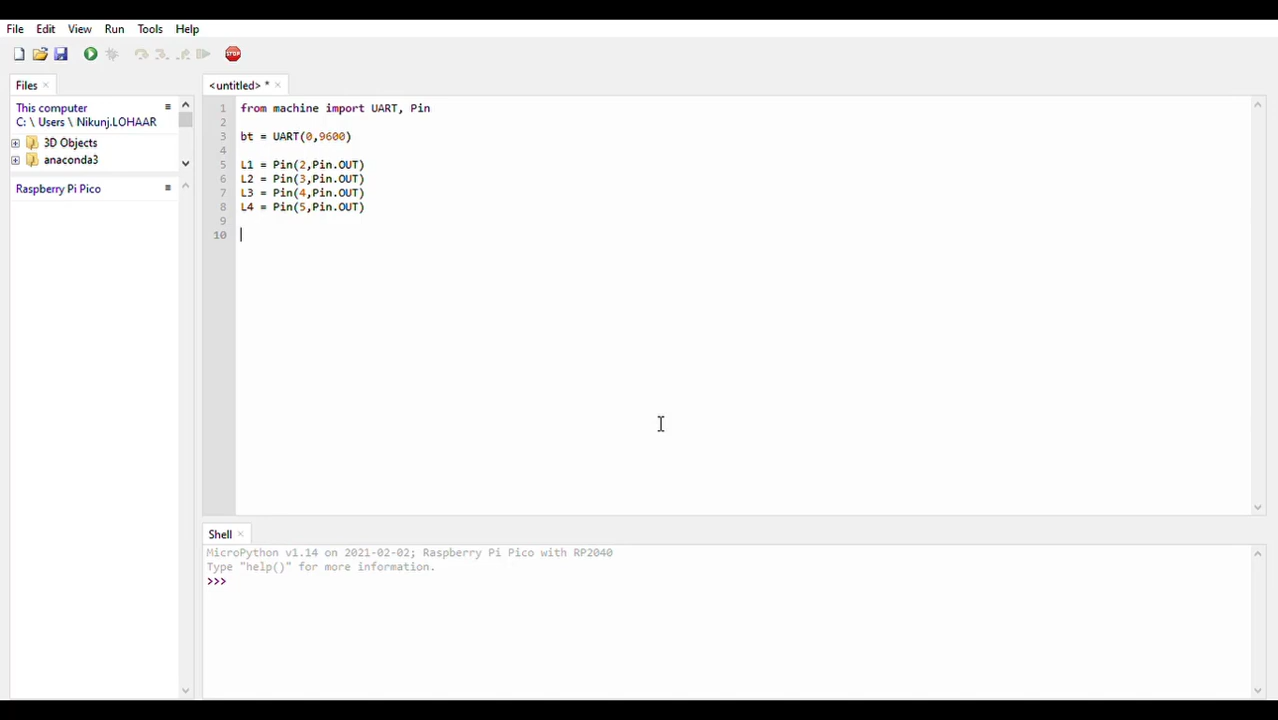 File Edit View Run Tools Help
STOP
Files
<untitled> *
This computer
C: \ Users \ Nikunj.LOHAAR
3D Objects
anaconda3
Raspberry Pi Pico
1 from machine import UART, Pin
2
3 bt = UART(0,9600)
4
5 L1 = Pin(2,Pin.OUT)
6 L2 = Pin(3,Pin.OUT)
7 L3 = Pin(4,Pin.OUT)
8 L4 = Pin(5,Pin.OUT)
9
10
Shell
MicroPython v1.14 on 2021-02-02; Raspberry Pi Pico with RP2040
Type "help()" for more information.
>>>